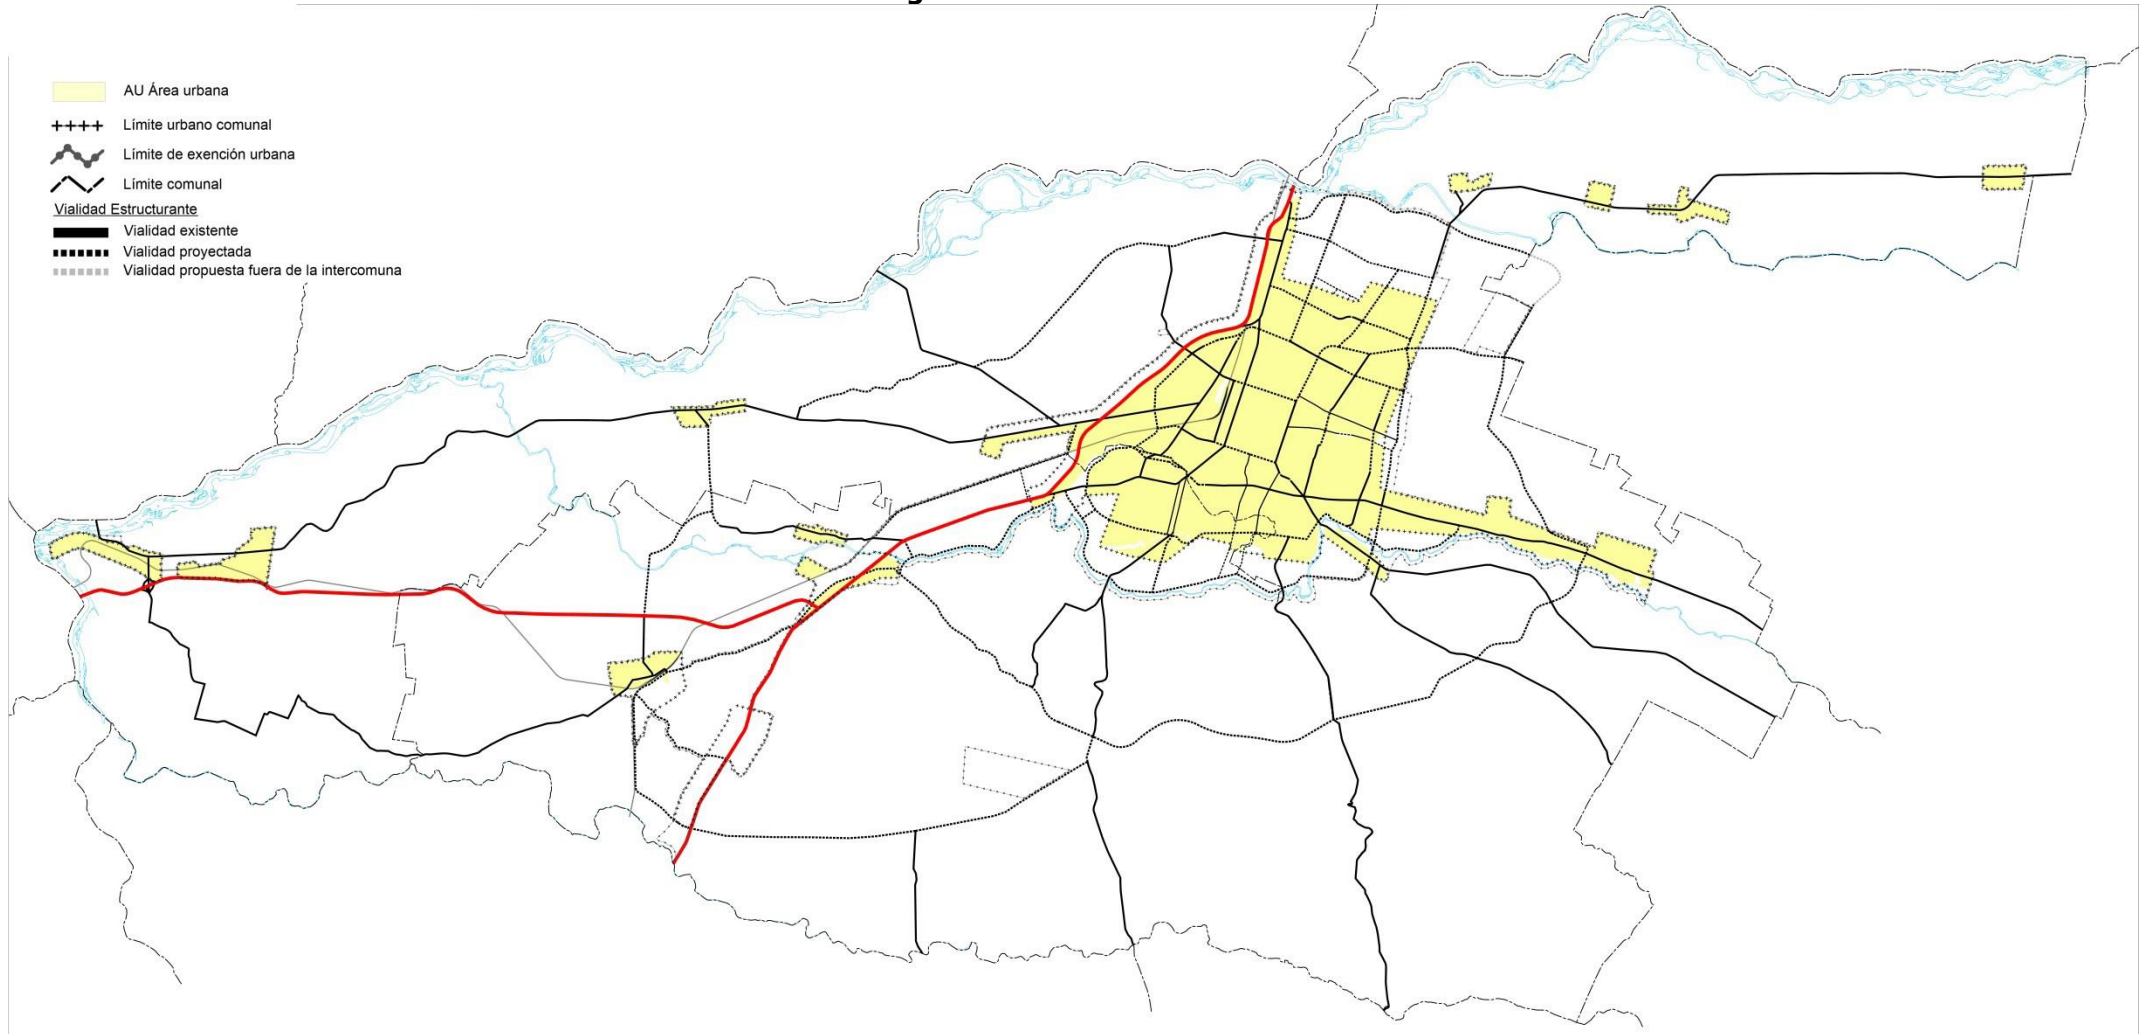 AU Área urbana
Límite urbano comunal
Límite de exención urbana
Límite comunal
Vialidad Estructurante
Vialidad existente
Vialidad proyectada
Vialidad propuesta fuera de la intercomuna